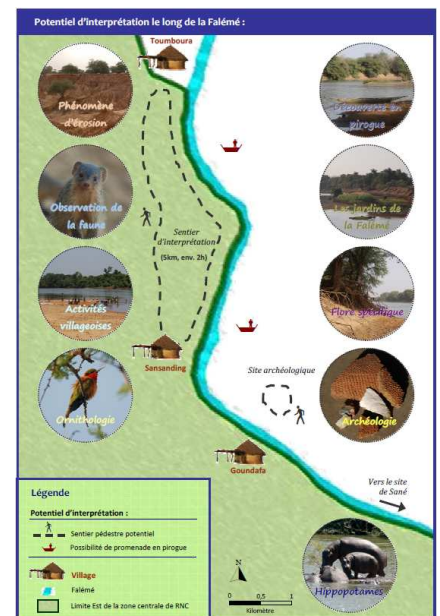 Potentiel d'interprétation le long de la Falémé :
Toumboura
Phénomène
d'érosion
Découverte en
pirogue
Observation de
la faune
Sentier
d'interprétation
(5km, env. 2h)
Les jardins de
la Falémé
Activités
villageoises
Flore spécifique
Sansanding
Site archéologique
Ornithologie
Archéologie
Goundafa
Vers le site
de Sané
Légende
Potentiel d'interprétation :
Sentier pédestre potentiel
Possibilité de promenade en pirogue
Village
Falémé
Limite Est de la zone centrale de RNC
Hippopotames
N
0 0,5 1
Kilomètre